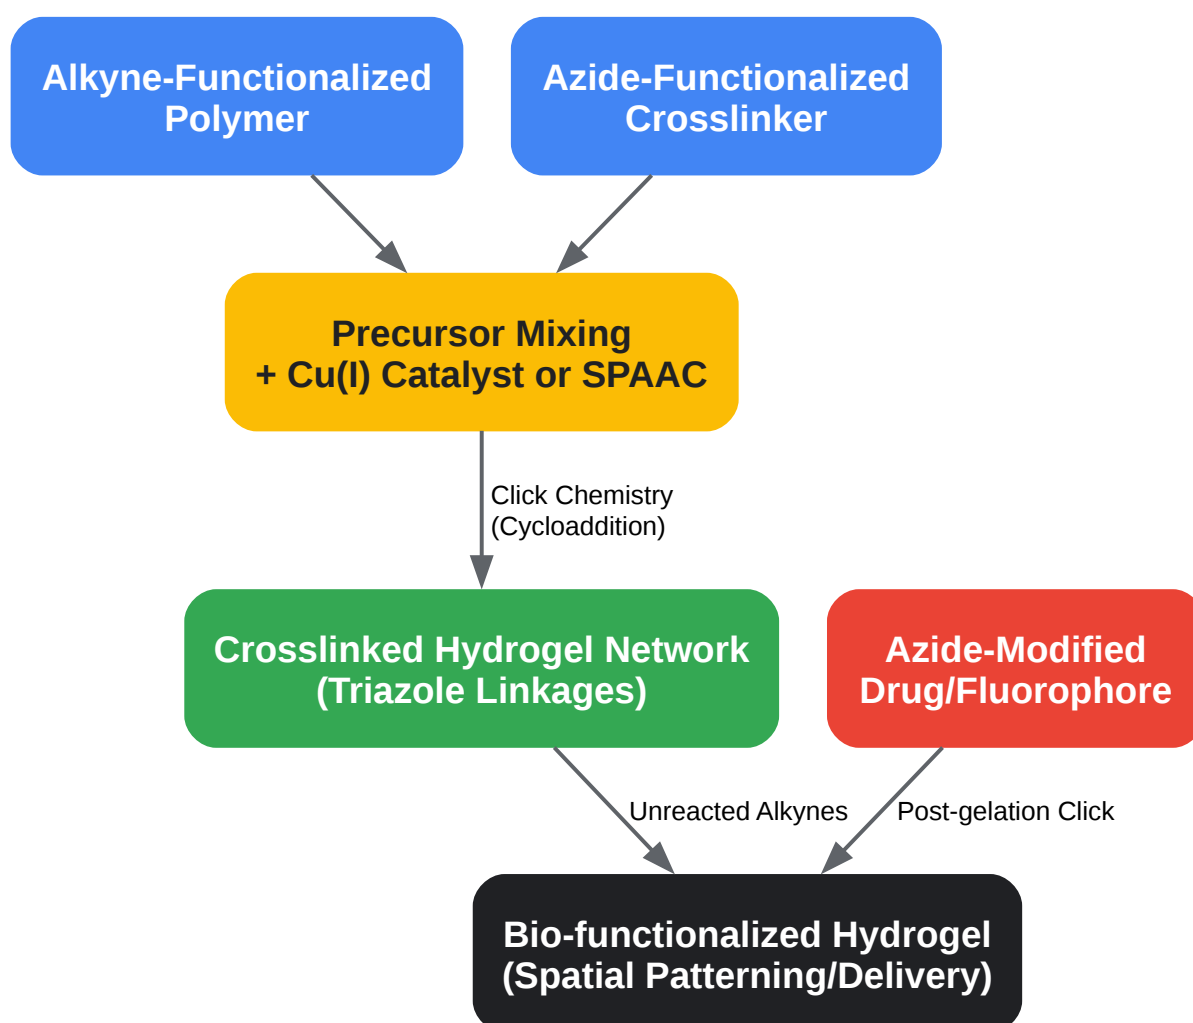 Alkyne-Functionalized
Polymer
Azide-Functionalized
Crosslinker
Precursor Mixing
+ Cu(I) Catalyst or SPAAC
Click Chemistry
(Cycloaddition)
Crosslinked Hydrogel Network
(Triazole Linkages)
Azide-Modified
Drug/Fluorophore
Unreacted Alkynes
Post-gelation Click
Bio-functionalized Hydrogel
(Spatial Patterning/Delivery)